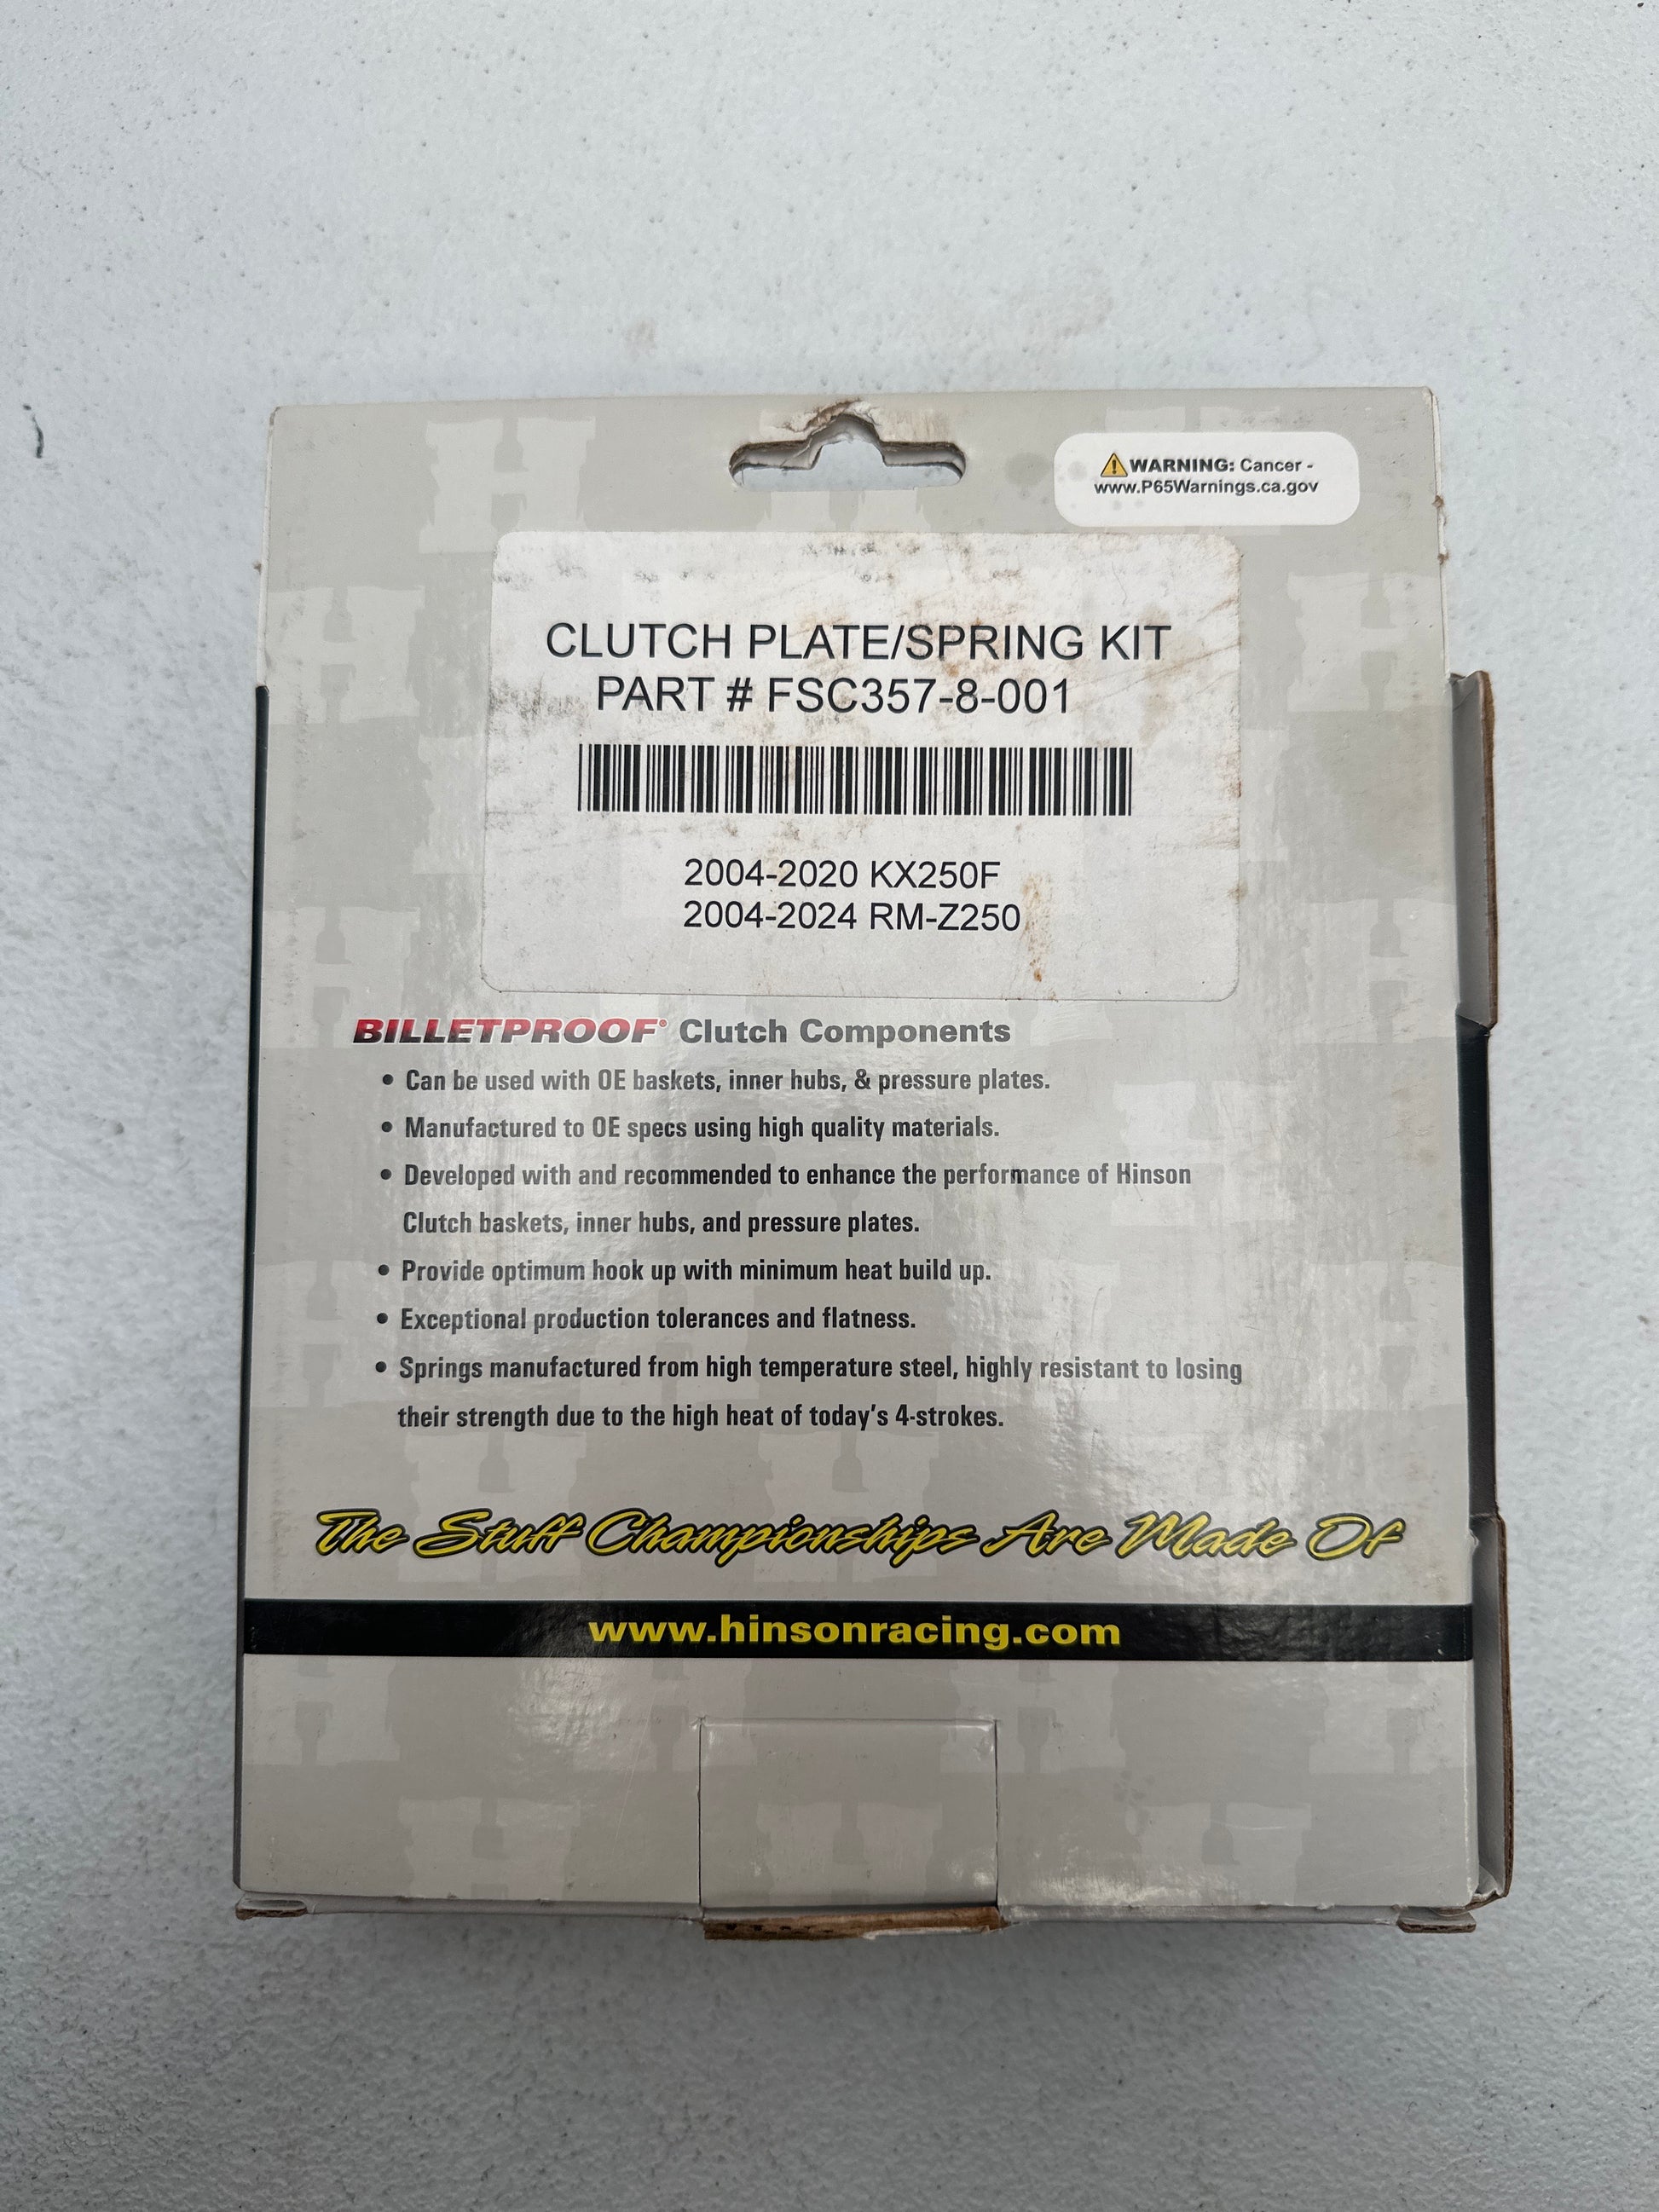 WARNING: Cancer -
www.P65Warnings.ca.gov
CLUTCH PLATE/SPRING KIT
PART # FSC357-8-001
2004-2020 KX250F
2004-2024 RM-Z250
BILLETPROOF® Clutch Components
• Can be used with OE baskets, inner hubs, & pressure plates.
• Manufactured to OE specs using high quality materials.
• Developed with and recommended to enhance the performance of Hinson
Clutch baskets, inner hubs, and pressure plates.
• Provide optimum hook up with minimum heat build up.
• Exceptional production tolerances and flatness.
• Springs manufactured from high temperature steel, highly resistant to losing
their strength due to the high heat of today's 4-strokes.
The Stuff Championships Are Made Of
www.hinsonracing.com